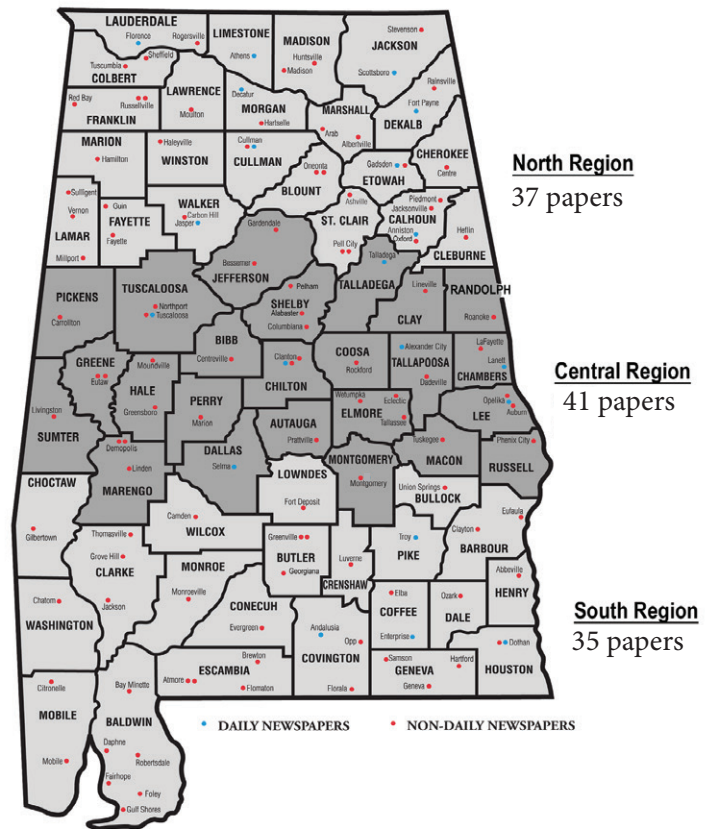 LAUDERDALE
Florence
Rogersville
LIMESTONE
Athens
MADISON
Huntsville
Madison
Stevenson
JACKSON
Scottsboro
Tuscumbia
Sheffield
COLBERT
Red Bay
Russellville
FRANKLIN
LAWRENCE
Moulton
Decatur
MORGAN
Hartselle
MARSHALL
Arab
Albertville
Rainsville
Fort Payne
DEKALB
MARION
Hamilton
Haleyville
WINSTON
Cullman
CULLMAN
Oneonta
BLOUNT
Gadsden
ETOWAH
CHEROKEE
Centre
North Region
37 papers
Sulligent
Vernon
LAMAR
Millport
Guin
FAYETTE
Fayette
WALKER
Carbon Hill
Jasper
Gardendale
Bessemer
JEFFERSON
Ashville
ST. CLAIR
Pell City
Piedmont
Jacksonville
CALHOUN
Anniston
Oxford
Heflin
CLEBURNE
PICKENS
Carrollton
TUSCALOOSA
Northport
Tuscaloosa
Pelham
SHELBY
Alabaster
Columbiana
Talladega
TALLADEGA
Lineville
CLAY
RANDOLPH
Roanoke
GREENE
Eutaw
Moundville
HALE
Greensboro
BIBB
Centreville
Clanton
CHILTON
COOSA
Rockford
Alexander City
TALLAPOOSA
Dadeville
LaFayette
Lanett
CHAMBERS
Central Region
41 papers
Livingston
SUMTER
PERRY
Marion
AUTAUGA
Prattville
Wetumpka
Eclectic
ELMORE
Tallassee
Opelika
LEE
Auburn
Demopolis
Linden
MARENGO
DALLAS
Selma
MONTGOMERY
Montgomery
Tuskegee
MACON
Phenix City
RUSSELL
CHOCTAW
Gilbertown
LOWNDES
Fort Deposit
Union Springs
BULLOCK
Camden
WILCOX
Thomasville
Grove Hill
CLARKE
Jackson
Greenville
BUTLER
Georgiana
Luverne
CRENSHAW
Troy
PIKE
Clayton
Eufaula
BARBOUR
Abbeville
HENRY
MONROE
Monroeville
CONECUH
Evergreen
Chatom
WASHINGTON
Andalusia
Opp
COVINGTON
Florala
Elba
COFFEE
Enterprise
Ozark
DALE
Dothan
HOUSTON
South Region
35 papers
Brewton
ESCAMBIA
Atmore
Flomaton
Samson
Hartford
GENEVA
Geneva
Citronelle
MOBILE
Mobile
Bay Minette
BALDWIN
Daphne
Robertsdale
Fairhope
Foley
Gulf Shores
DAILY NEWSPAPERS
NON-DAILY NEWSPAPERS